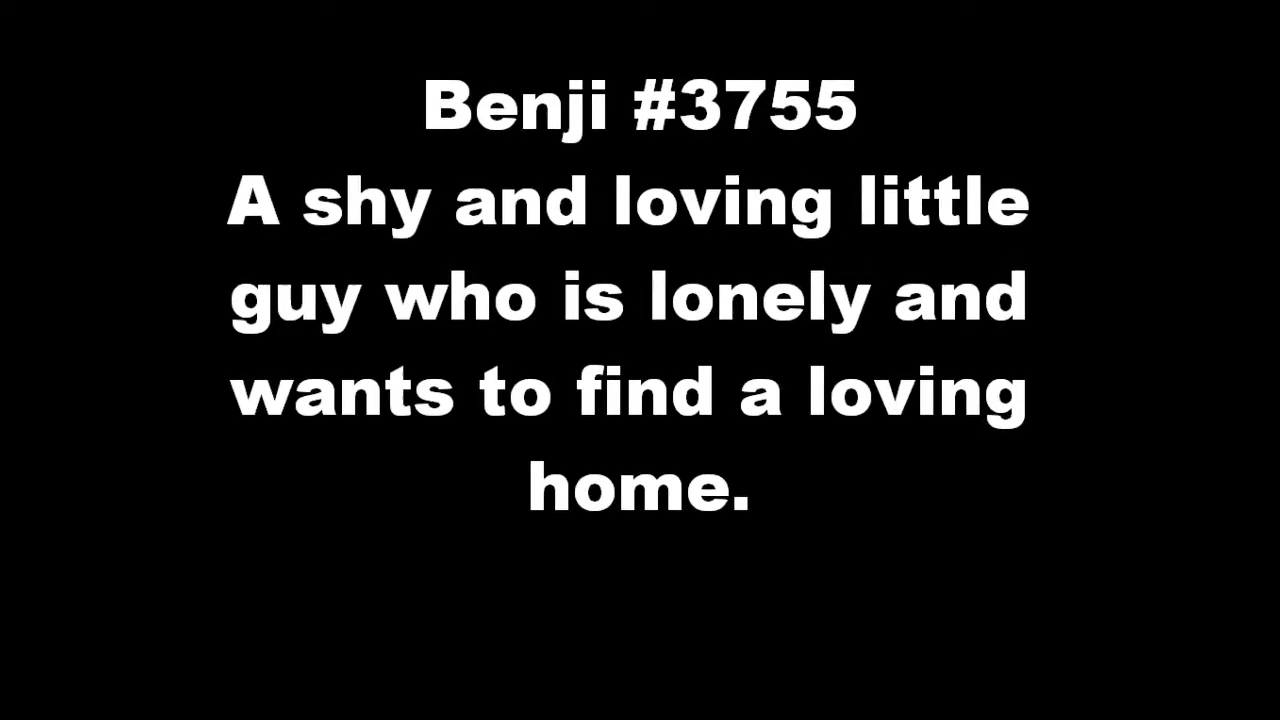 Benji #3755
A shy and loving little
guy who is lonely and
wants to find a loving
home.